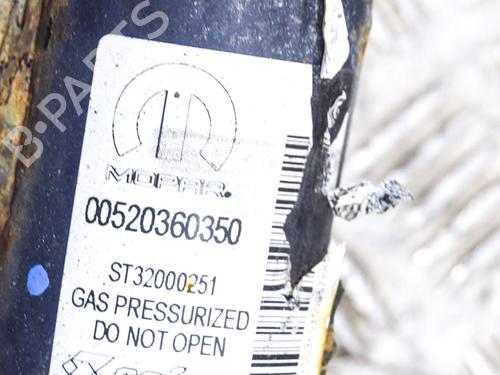 B-PARTS
MOPAR.
00520360350
ST32000251
GAS PRESSURIZED
DO NOT OPEN